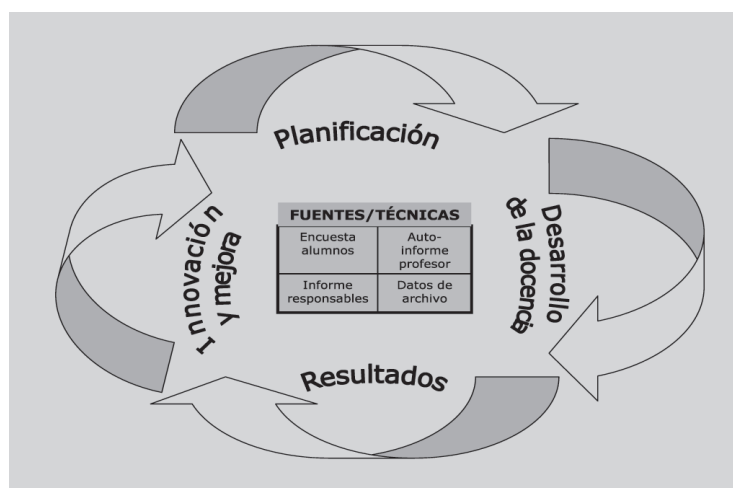 Planificación
Desarrollo
de la docencia
Resultados
Innovación
y mejora
FUENTES/TÉCNICAS
Encuesta
alumnos
Auto-
informe
profesor
Informe
responsables
Datos de
archivo